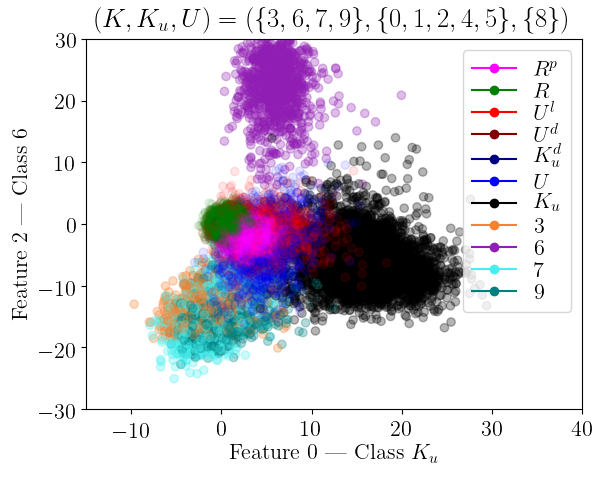 (K, K_u, U) = ({3, 6, 7, 9}, {0, 1, 2, 4, 5}, {8})
30
20
10
0
−10
−20
−30
Feature 2 — Class 6
−10
0
10
20
30
40
Feature 0 — Class K_u
R^p
R
U^l
U^d
K_u^d
U
K_u
3
6
7
9